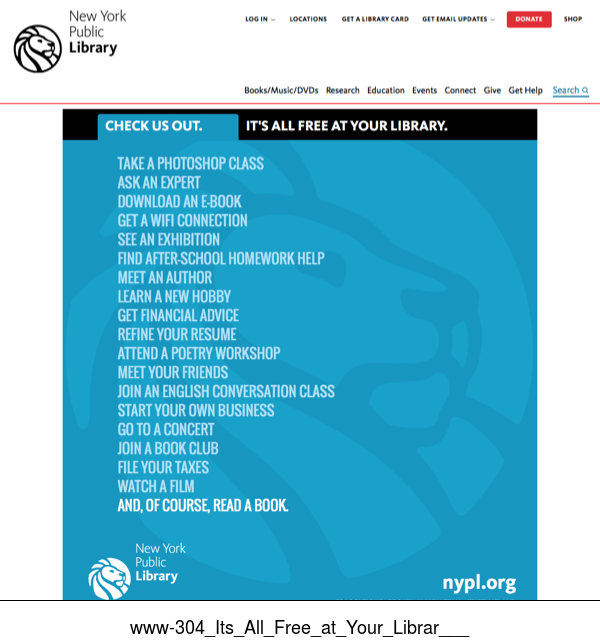 New York
Public
Library
LOG IN LOCATIONS GET A LIBRARY CARD GET EMAIL UPDATES DONATE SHOP
Books/Music/DVDs Research Education Events Connect Give Get Help Search
CHECK US OUT. IT'S ALL FREE AT YOUR LIBRARY.
TAKE A PHOTOSHOP CLASS
ASK AN EXPERT
DOWNLOAD AN E-BOOK
GET A WIFI CONNECTION
SEE AN EXHIBITION
FIND AFTER-SCHOOL HOMEWORK HELP
MEET AN AUTHOR
LEARN A NEW HOBBY
GET FINANCIAL ADVICE
REFINE YOUR RESUME
ATTEND A POETRY WORKSHOP
MEET YOUR FRIENDS
JOIN AN ENGLISH CONVERSATION CLASS
START YOUR OWN BUSINESS
GO TO A CONCERT
JOIN A BOOK CLUB
FILE YOUR TAXES
WATCH A FILM
AND, OF COURSE, READ A BOOK.
New York
Public
Library
nypl.org
www-304_Its_All_Free_at_Your_Librar___